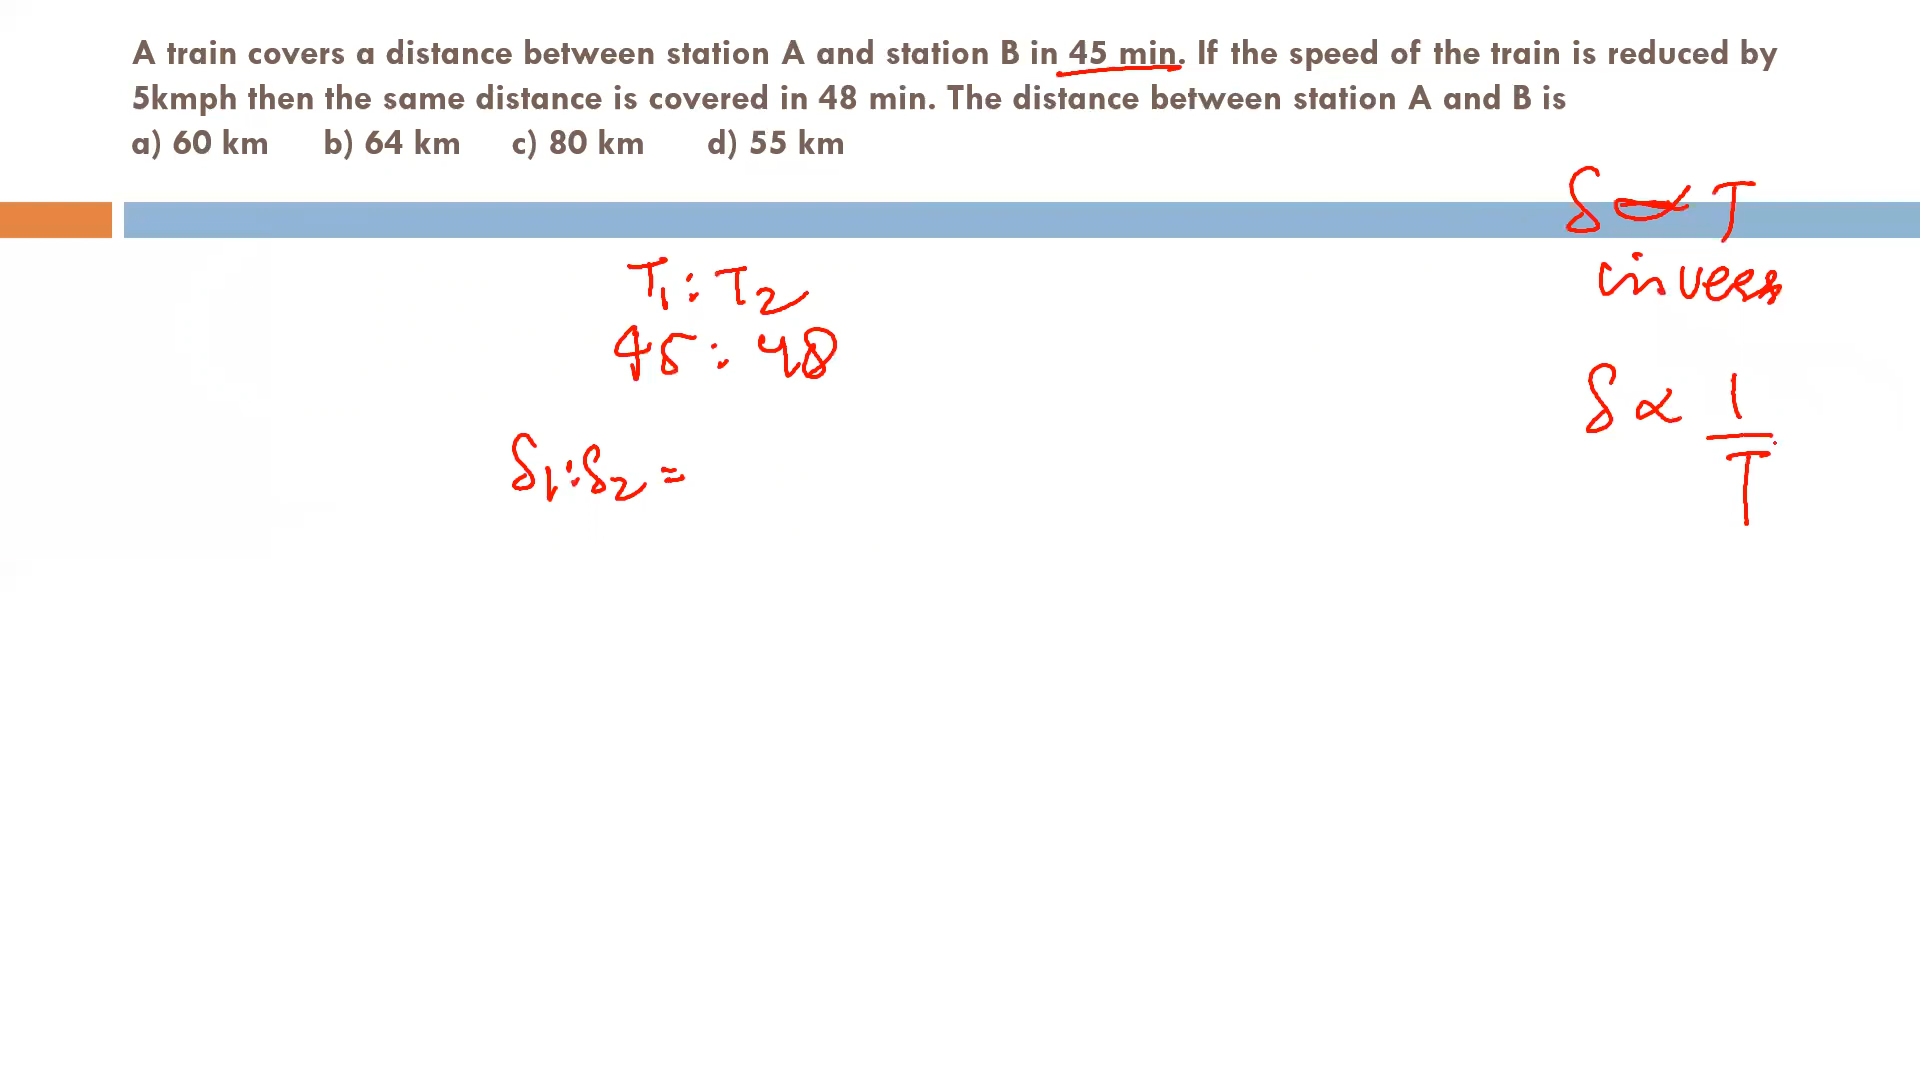 A train covers a distance between station A and station B in 45 min. If the speed of the train is reduced by
5kmph then the same distance is covered in 48 min. The distance between station A and B is
a) 60 km b) 64 km c) 80 km d) 55 km
S ∝ T
invers
T1 : T2
45 : 48
S ∝ 1/T
S1 : S2 =